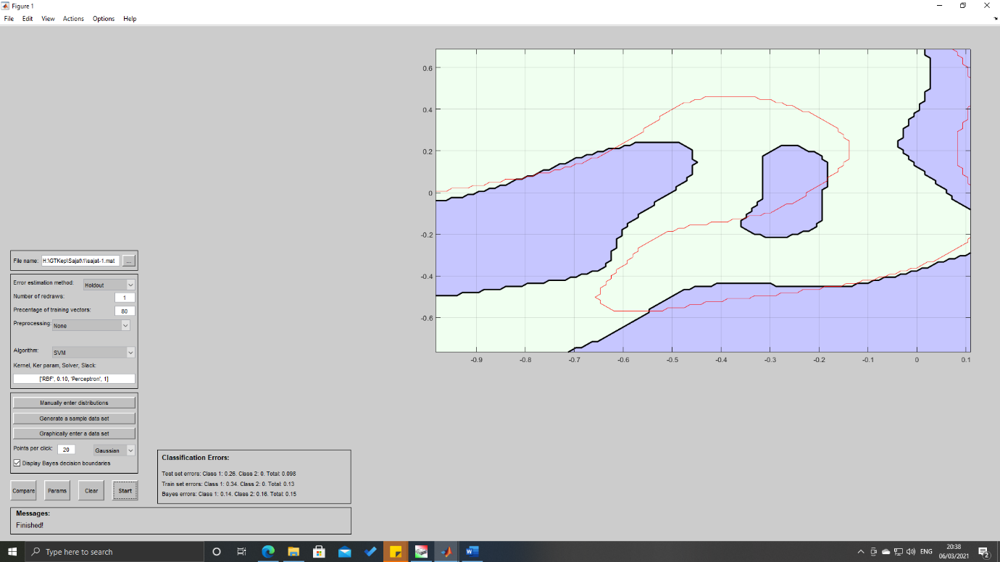 Figure 1
File Edit View Actions Options Help
File name: H:\GTKep\Sajat\1\sajat-1.mat ...
Error estimation method: Holdout
Number of redraws: 1
Precentage of training vectors: 80
Preprocessing: None
Algorithm: SVM
Kernel, Ker param, Solver, Slack:
['RBF', 0.10, 'Perceptron', 1]
Manually enter distributions
Generate a sample data set
Graphically enter a data set
Points per click: 20 Gaussian
Display Bayes decision boundaries
Compare Params Clear Start
Classification Errors:
Test set errors: Class 1: 0.26. Class 2: 0. Total: 0.098
Train set errors: Class 1: 0.34. Class 2: 0. Total: 0.13
Bayes errors: Class 1: 0.14. Class 2: 0.16. Total: 0.15
Messages:
Finished!
0.6
0.4
0.2
0
-0.2
-0.4
-0.6
-0.9 -0.8 -0.7 -0.6 -0.5 -0.4 -0.3 -0.2 -0.1 0 0.1
Type here to search
ENG
20:38
06/03/2021
2